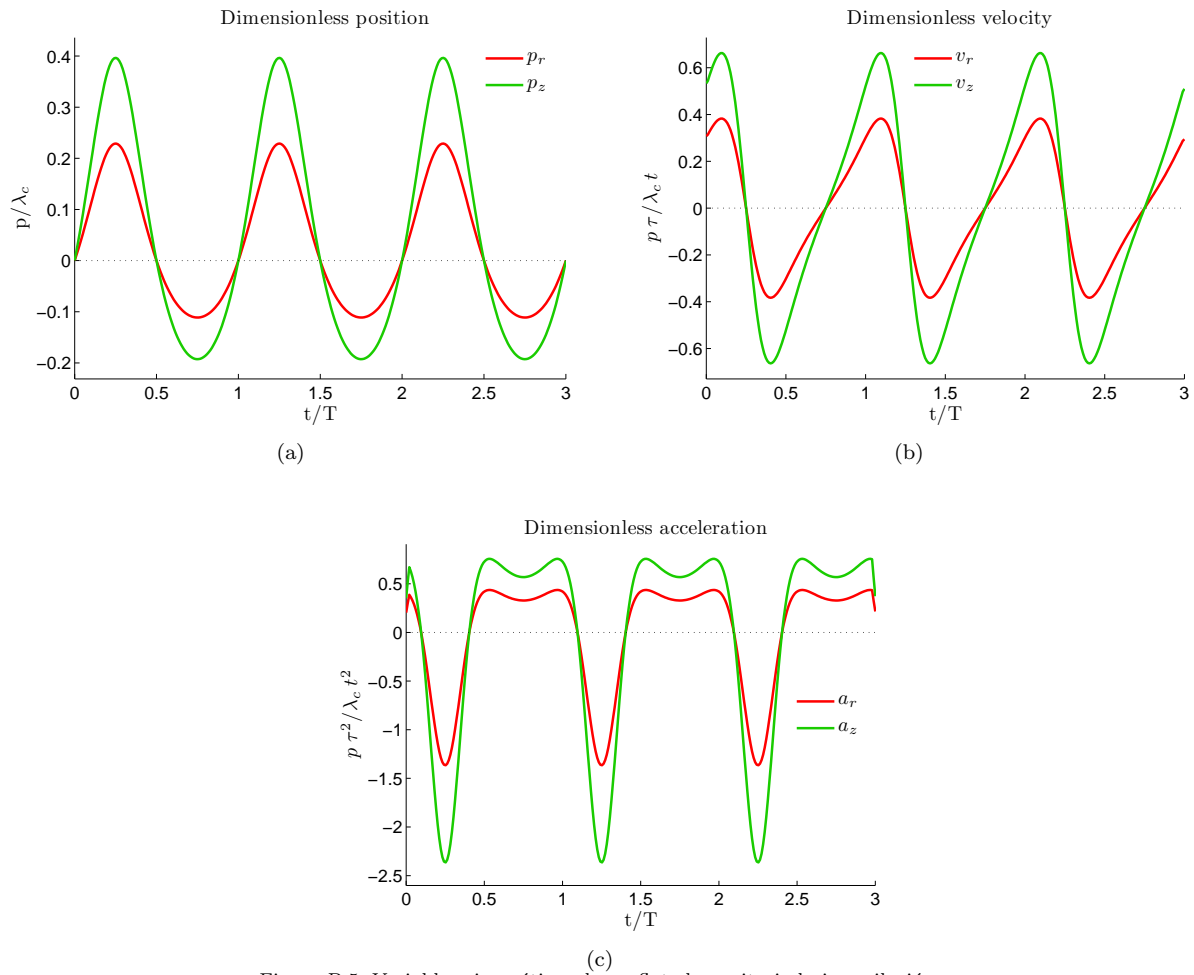 Dimensionless position
p/λc
0.4
0.3
0.2
0.1
0
−0.1
−0.2
p_r
p_z
0 0.5 1 1.5 2 2.5 3
t/T
(a)
Dimensionless velocity
p τ/λc t
0.6
0.4
0.2
0
−0.2
−0.4
−0.6
v_r
v_z
0 0.5 1 1.5 2 2.5 3
t/T
(b)
Dimensionless acceleration
p τ²/λc t²
0.5
0
−0.5
−1
−1.5
−2
−2.5
a_r
a_z
0 0.5 1 1.5 2 2.5 3
t/T
(c)